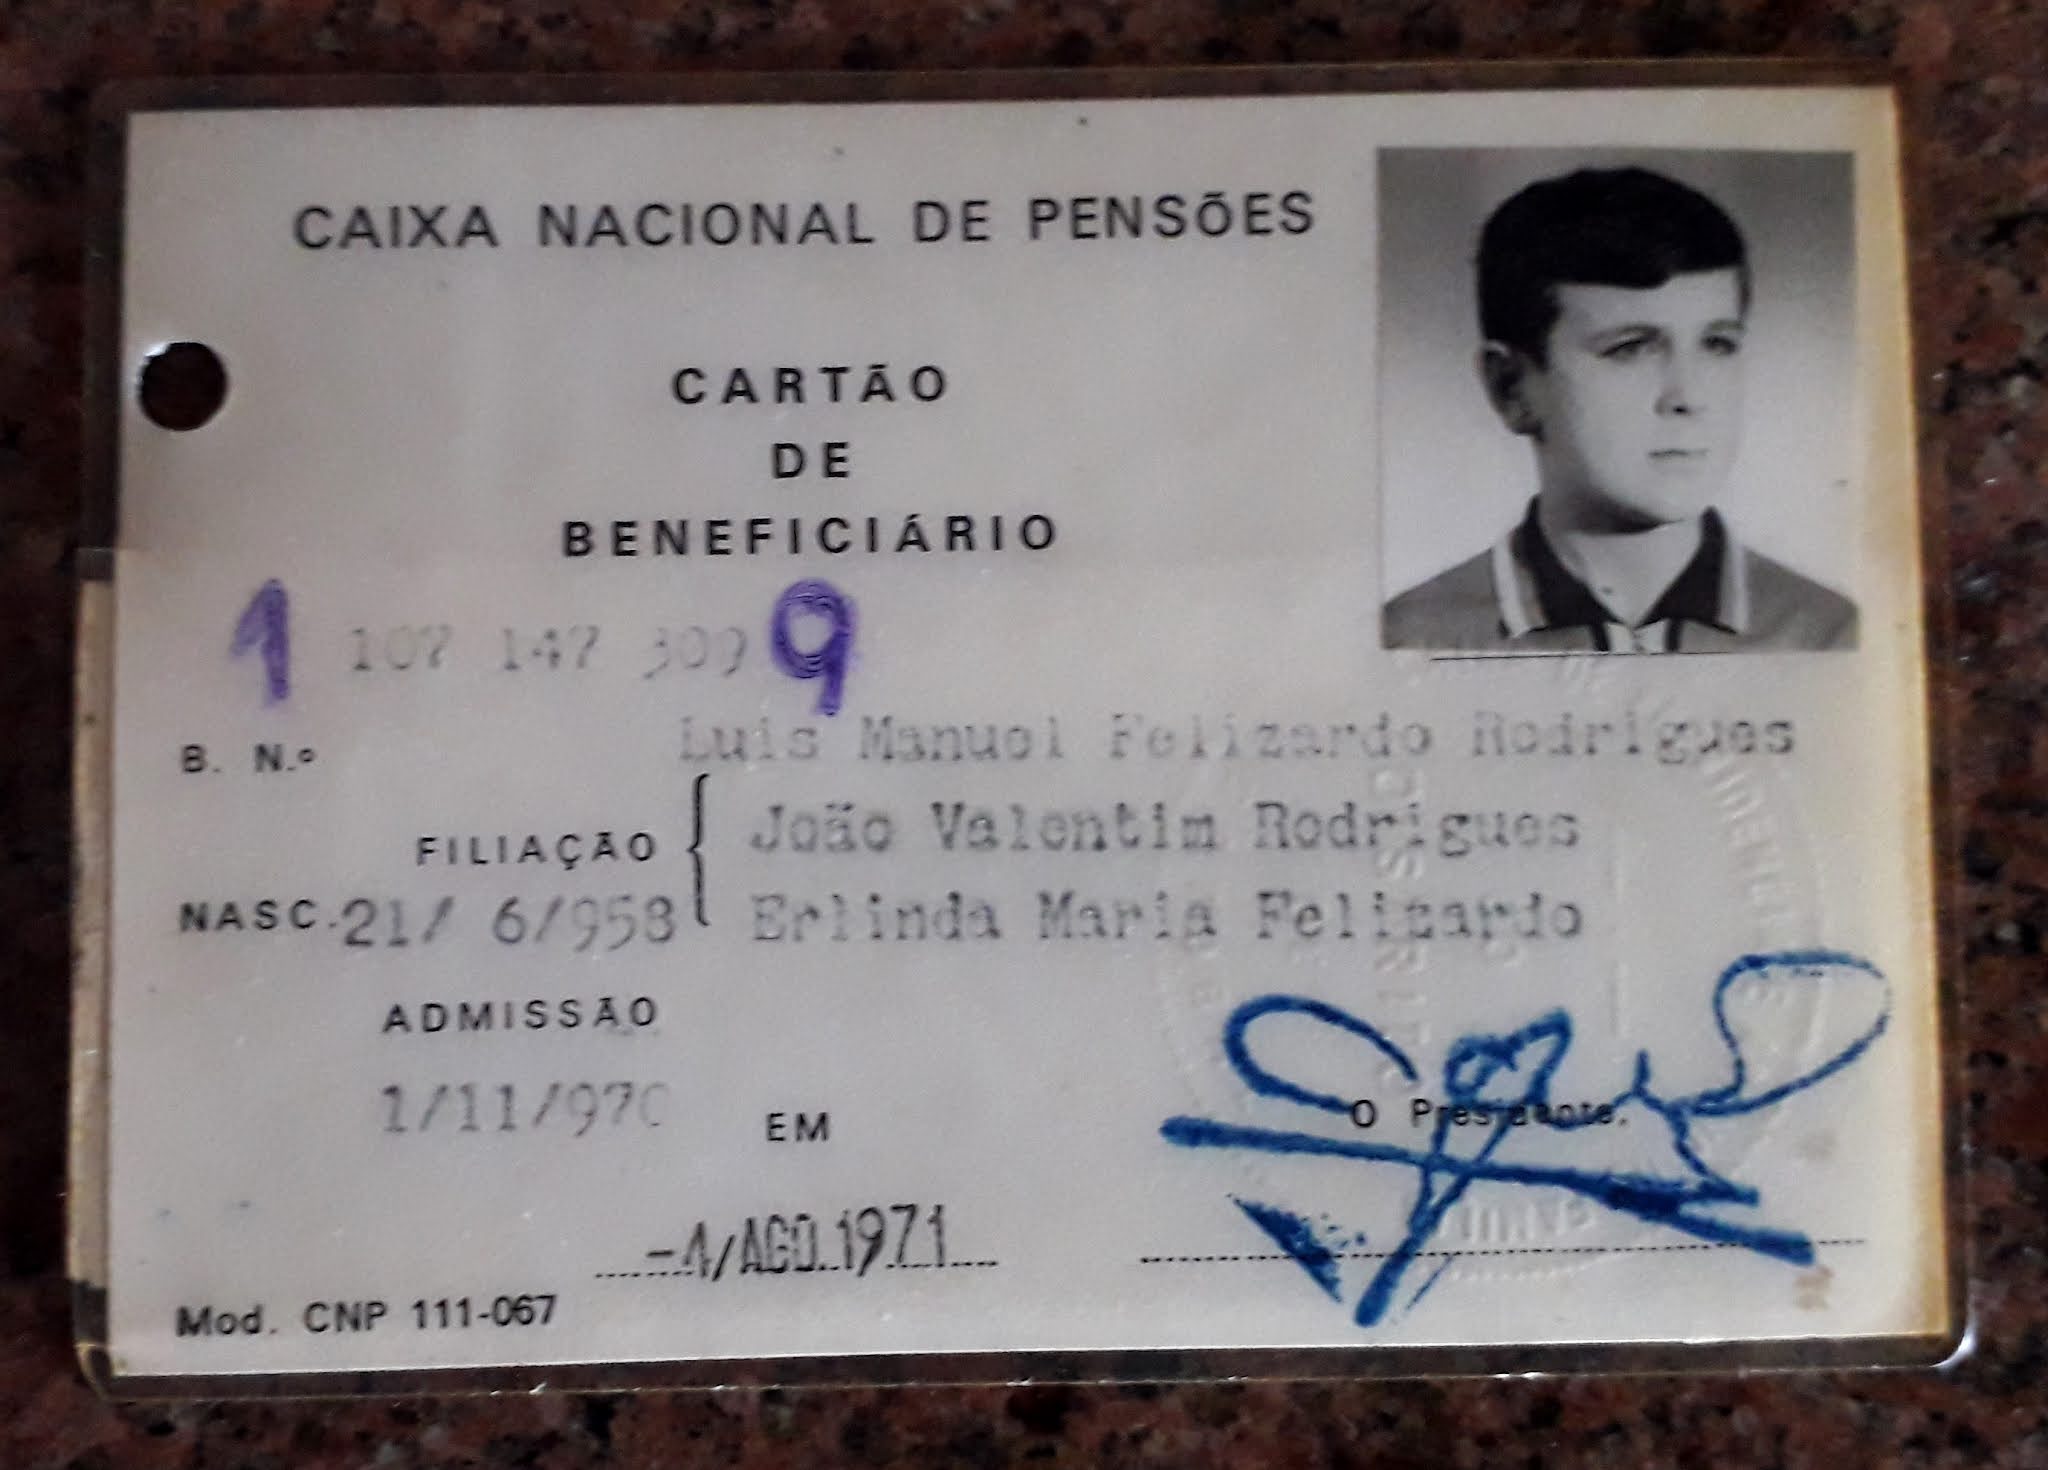 CAIXA NACIONAL DE PENSÕES
CARTÃO
DE
BENEFICIÁRIO
1 107 147 309 9
B. N.º Luis Manuel Felizardo Rodrigues
FILIAÇÃO { João Valentim Rodrigues
NASC. 21/ 6/958 Erlinda Maria Felizardo
ADMISSÃO
1/11/970 EM
O Presidente,
-4/AGO.1971
Mod. CNP 111-067